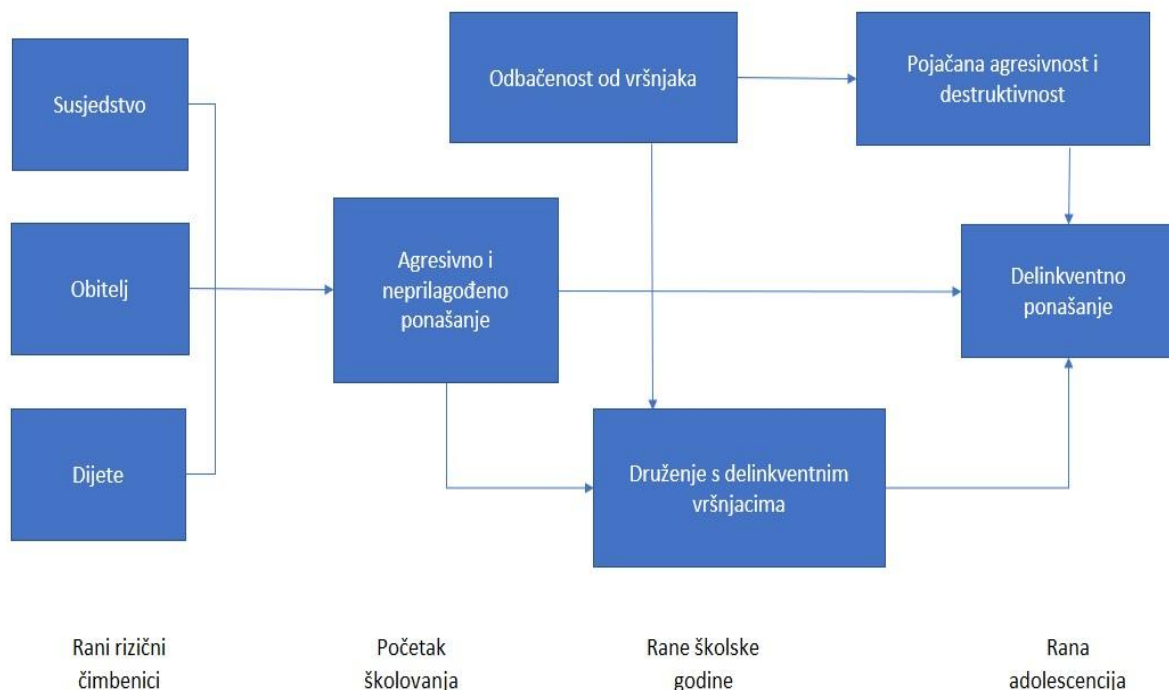 Susjedstvo
Obitelj
Dijete
Agresivno i
neprilagođeno
ponašanje
Odbačenost od vršnjaka
Druženje s delinkventnim
vršnjacima
Pojačana agresivnost i
destruktivnost
Delinkventno
ponašanje
Rani rizični
čimbenici
Početak
školovanja
Rane školske
godine
Rana
adolescencija